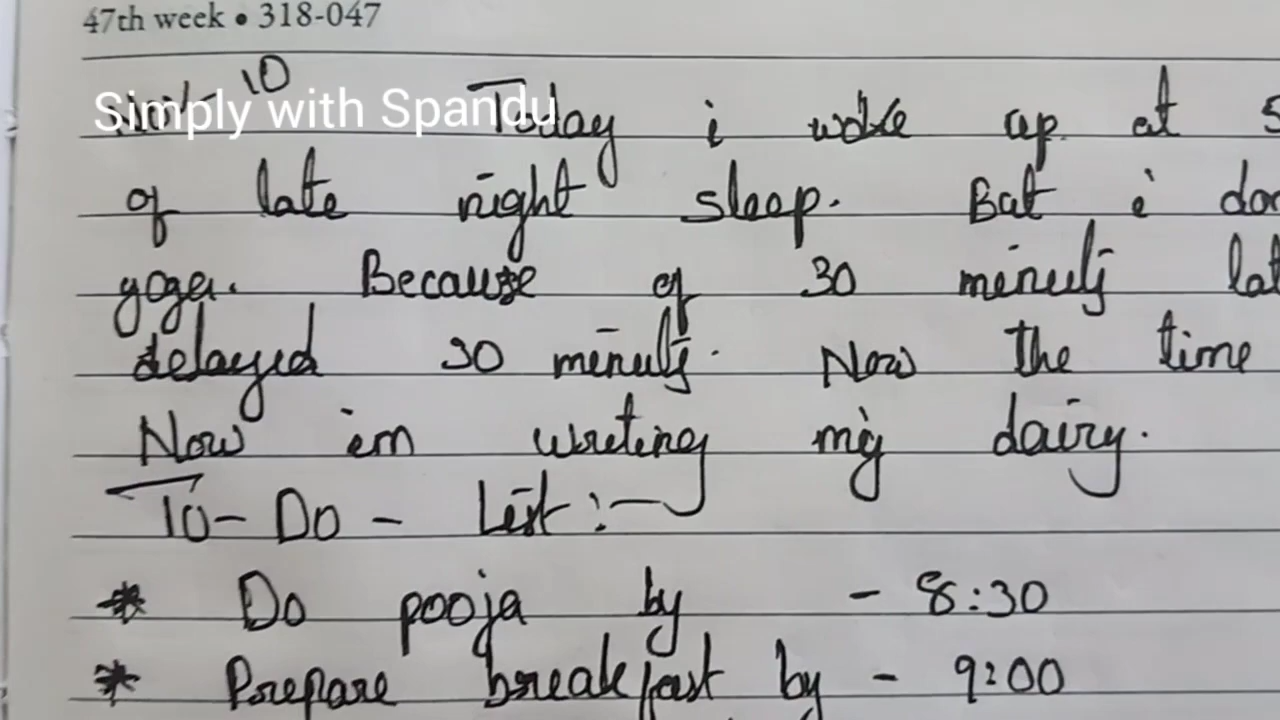 47th week • 318-047
10
Simply with Spandu
Today i woke up at 5
of late night sleep. But i
yoga. Because of 30 minuts
delayed 30 minuts. Now the time
Now im writing my dairy.
To-Do- List:-
* Do pooja by - 8:30
* Prepare breakfast by - 9:00